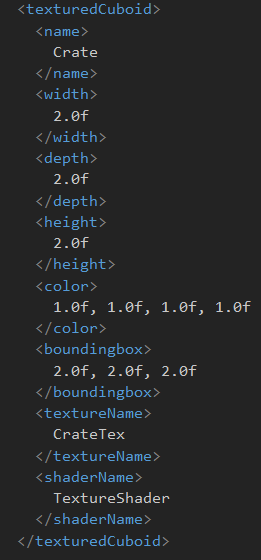 <texturedCuboid>
<name>
Crate
</name>
<width>
2.0f
</width>
<depth>
2.0f
</depth>
<height>
2.0f
</height>
<color>
1.0f, 1.0f, 1.0f, 1.0f
</color>
<boundingbox>
2.0f, 2.0f, 2.0f
</boundingbox>
<textureName>
CrateTex
</textureName>
<shaderName>
TextureShader
</shaderName>
</texturedCuboid>